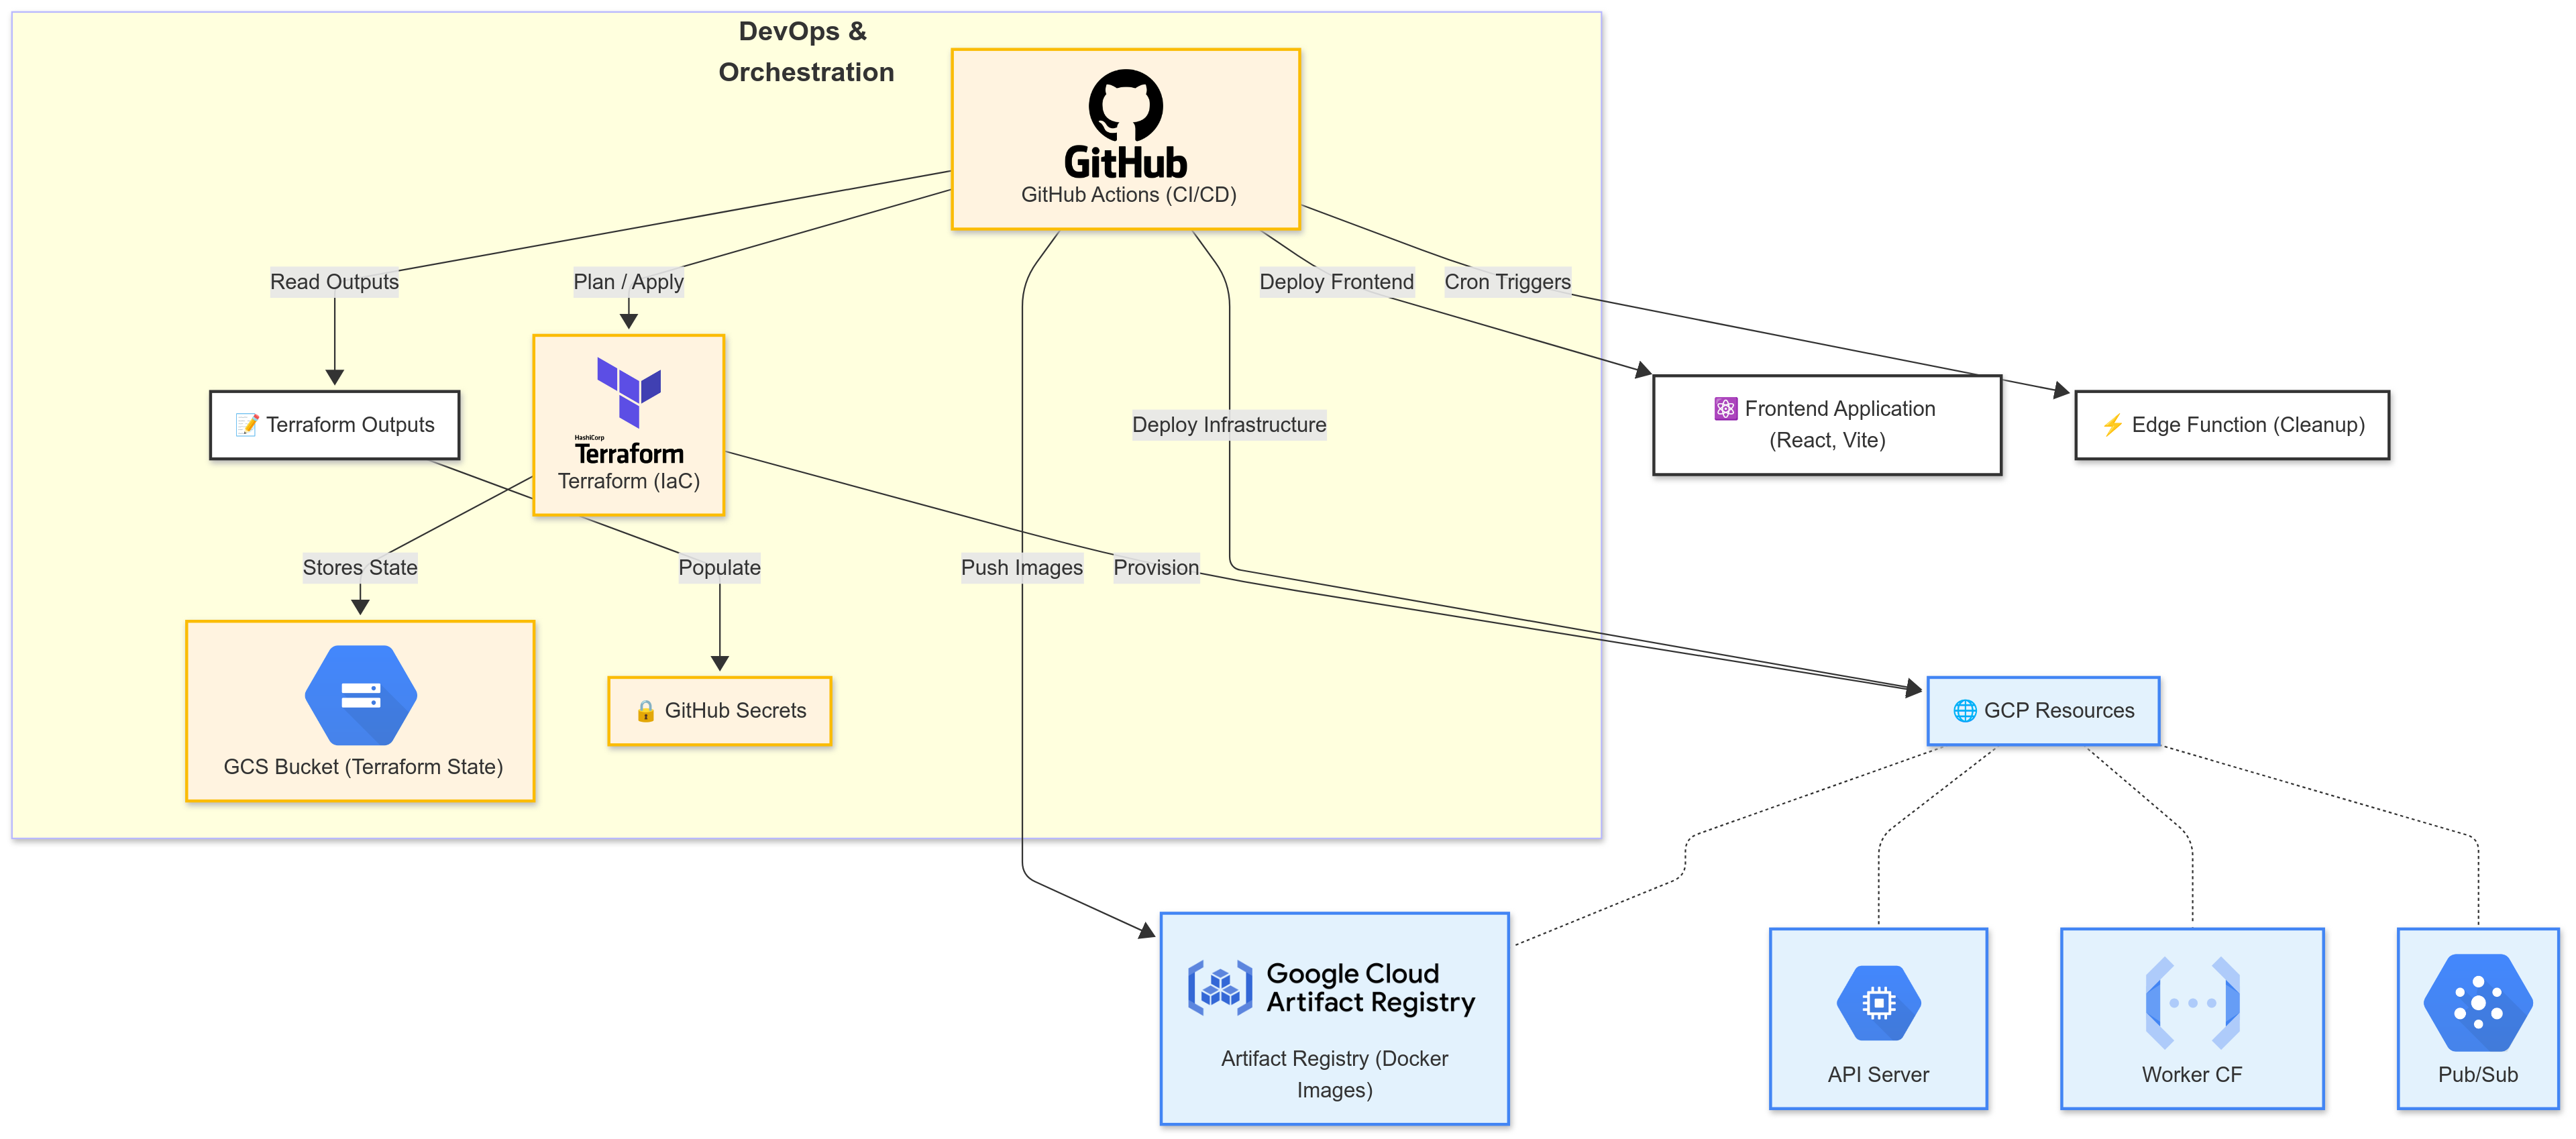 DevOps &
Orchestration
GitHub
GitHub Actions (CI/CD)
Read Outputs
Plan / Apply
Deploy Frontend
Cron Triggers
Terraform Outputs
HashiCorp
Terraform
Terraform (IaC)
Deploy Infrastructure
Frontend Application
(React, Vite)
Edge Function (Cleanup)
Stores State
Populate
Push Images
Provision
GCS Bucket (Terraform State)
GitHub Secrets
GCP Resources
Google Cloud
Artifact Registry
Artifact Registry (Docker
Images)
API Server
Worker CF
Pub/Sub